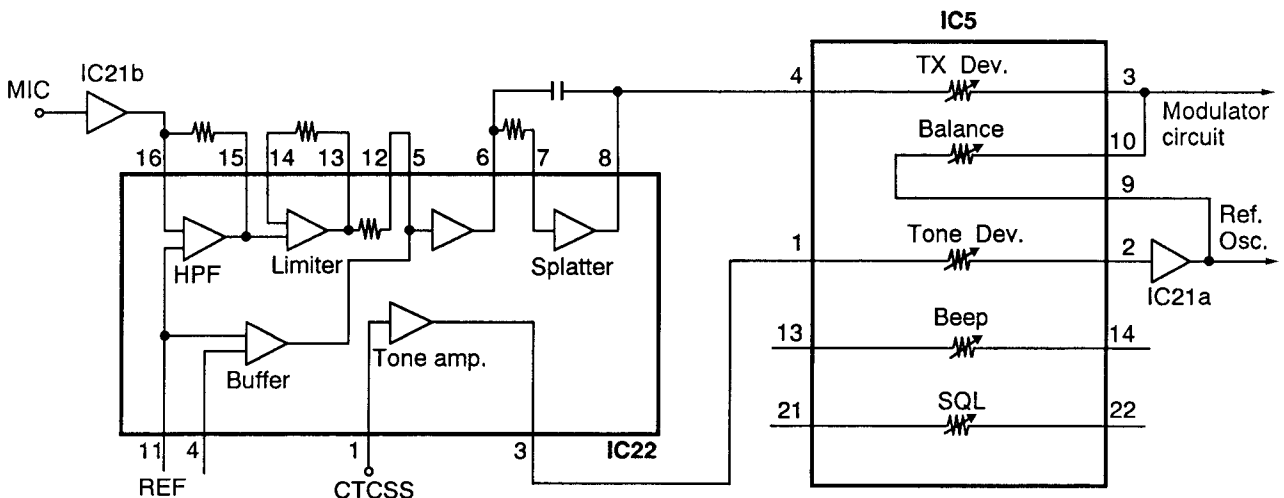 IC5
IC21b
MIC
4
TX Dev.
3
Modulator
circuit
Balance
10
16
15
14
13
12
5
6
7
8
9
HPF
Limiter
Splatter
1
Tone Dev.
2
Ref.
Osc.
IC21a
Buffer
Tone amp.
13
Beep
14
21
SQL
22
11
4
1
3
IC22
REF
CTCSS